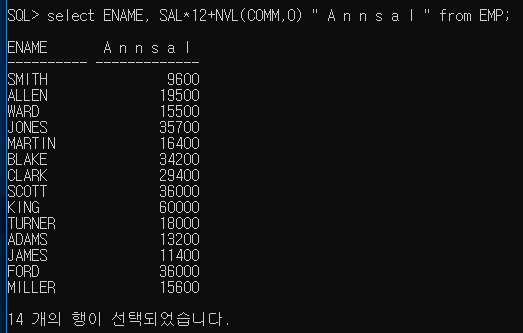 SQL> select ENAME, SAL*12+NVL(COMM,0) " A n n s a l " from EMP;
ENAME       A n n s a l
---------- -------------
SMITH               9600
ALLEN              19500
WARD               15500
JONES              35700
MARTIN             16400
BLAKE              34200
CLARK              29400
SCOTT              36000
KING               60000
TURNER             18000
ADAMS              13200
JAMES              11400
FORD               36000
MILLER             15600
14 개의 행이 선택되었습니다.